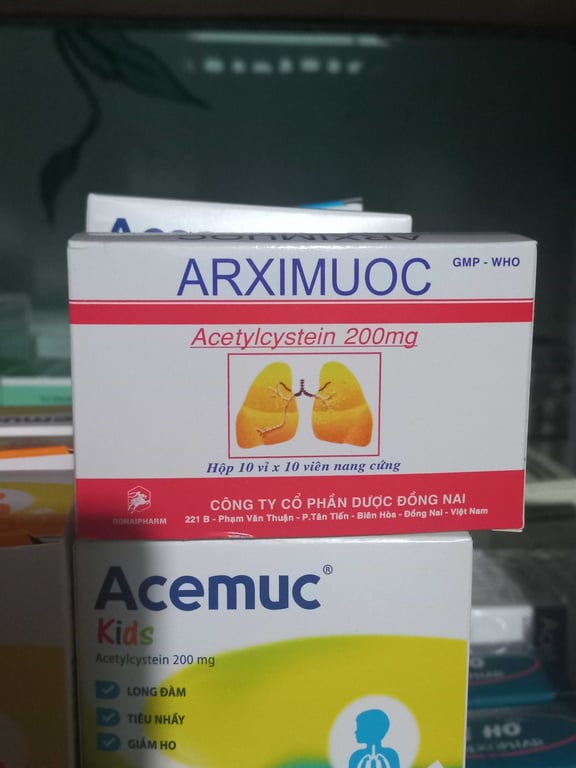 ARXIMUOC
ARXIMUOC
GMP - WHO
Acetylcystein 200mg
Hộp 10 vỉ x 10 viên nang cứng
DONAIPHARM
CÔNG TY CỔ PHẦN DƯỢC ĐỒNG NAI
221 B - Phạm Văn Thuận - P.Tân Tiến - Biên Hòa - Đồng Nai - Việt Nam
Acemuc®
Kids
Acetylcystein 200 mg
LONG ĐÀM
TIÊU NHẦY
GIẢM HO
HO